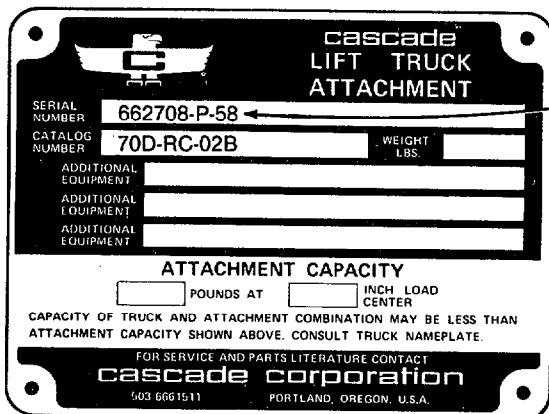 cascade
LIFT TRUCK
ATTACHMENT
SERIAL NUMBER 662708-P-58
CATALOG NUMBER 70D-RC-02B WEIGHT LBS.
ADDITIONAL EQUIPMENT
ADDITIONAL EQUIPMENT
ADDITIONAL EQUIPMENT
ATTACHMENT CAPACITY
POUNDS AT INCH LOAD CENTER
CAPACITY OF TRUCK AND ATTACHMENT COMBINATION MAY BE LESS THAN
ATTACHMENT CAPACITY SHOWN ABOVE. CONSULT TRUCK NAMEPLATE.
FOR SERVICE AND PARTS LITERATURE CONTACT
cascade corporation
503 6661511 PORTLAND, OREGON, U.S.A.